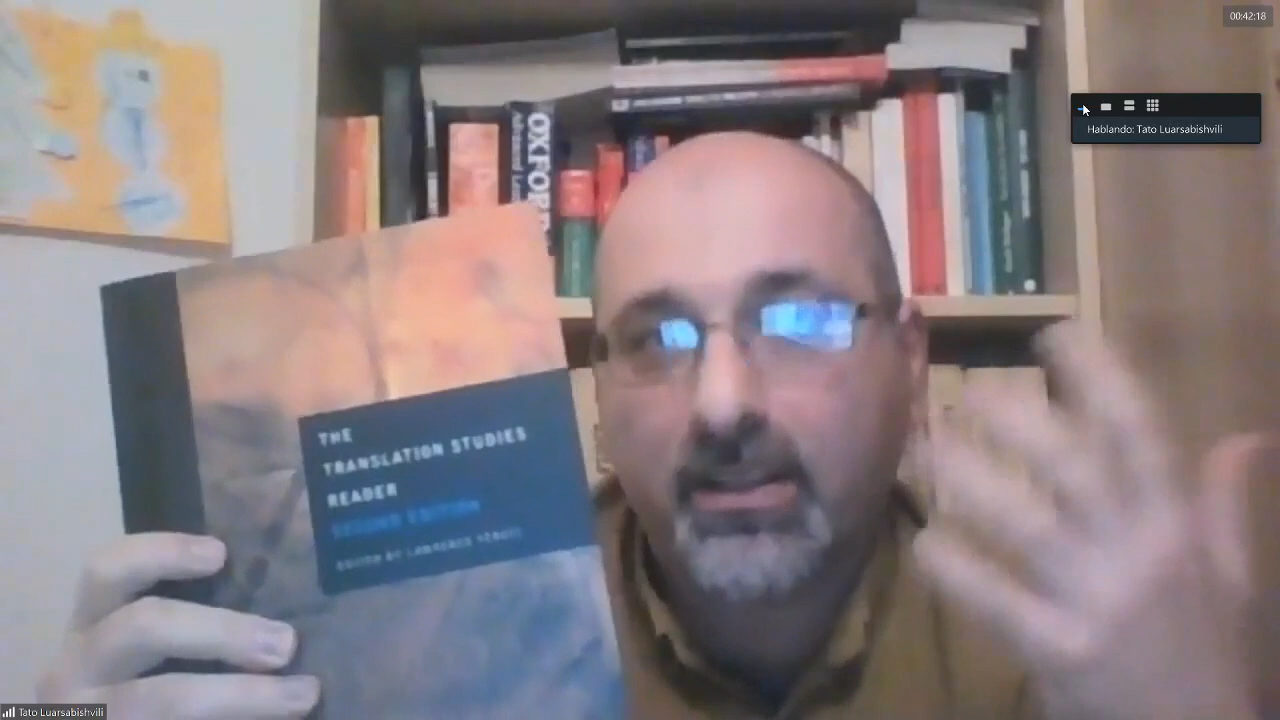 00:42:18
Hablando: Tato Luarsabishvili
OXFORD
THE
TRANSLATION STUDIES
READER
SECOND EDITION
EDITED BY LAWRENCE VENUTI
Tato Luarsabishvili